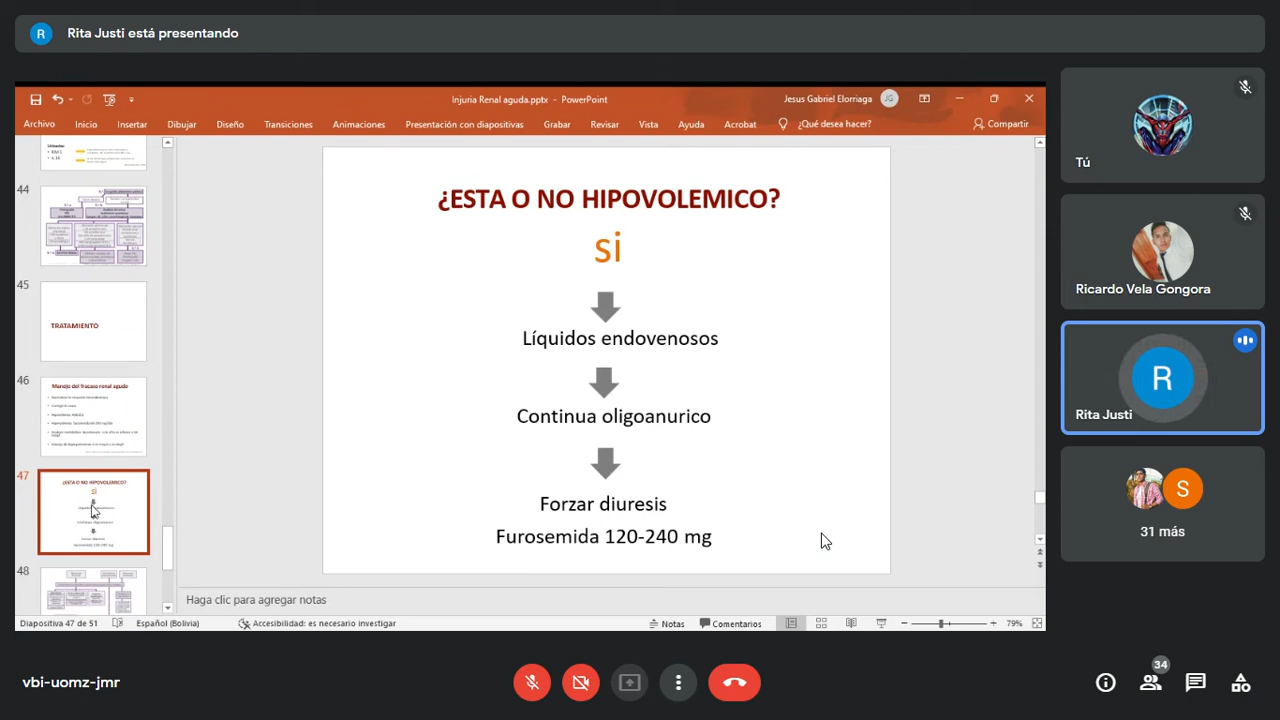 R
Rita Justi está presentando
Injuria Renal aguda.pptx - PowerPoint
Jesus Gabriel Elorriaga
JG
Archivo
Inicio
Insertar
Dibujar
Diseño
Transiciones
Animaciones
Presentación con diapositivas
Grabar
Revisar
Vista
Ayuda
Acrobat
¿Qué desea hacer?
Compartir
44
45
TRATAMIENTO
46
Manejo del fracaso renal agudo
47
¿ESTA O NO HIPOVOLEMICO?
SI
48
¿ESTA O NO HIPOVOLEMICO?
SI
Líquidos endovenosos
Continua oligoanurico
Forzar diuresis
Furosemida 120-240 mg
Haga clic para agregar notas
Diapositiva 47 de 51
Español (Bolivia)
Accesibilidad: es necesario investigar
Notas
Comentarios
79%
Tú
Ricardo Vela Gongora
R
Rita Justi
S
31 más
vbi-uomz-jmr
34